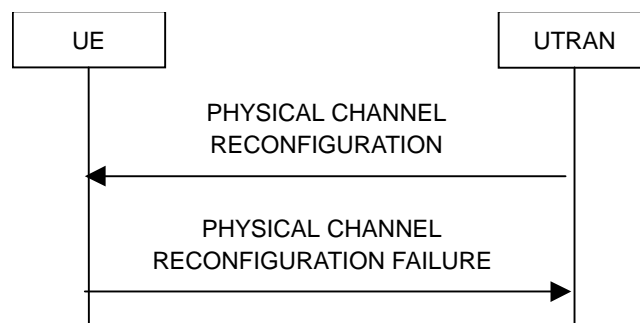 UE
UTRAN
PHYSICAL CHANNEL
RECONFIGURATION
PHYSICAL CHANNEL
RECONFIGURATION FAILURE